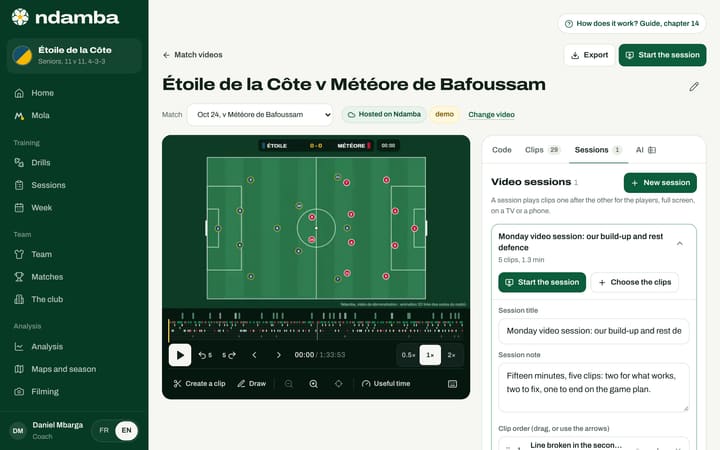 ndamba
Étoile de la Côte
Seniors, 11 v 11, 4-3-3
Home
Mola
Training
Drills
Sessions
Week
Team
Team
Matches
The club
Analysis
Analysis
Maps and season
Filming
DM
Daniel Mbarga
Coach
FR
EN
How does it work? Guide, chapter 14
Match videos
Export
Start the session
Étoile de la Côte v Météore de Bafoussam
Match
Oct 24, v Météore de Bafoussam
Hosted on Ndamba
demo
Change video
ÉTOILE
0 - 0
MÉTÉORE
00:00
5
5
00:00 / 1:33:53
0.5×
1×
2×
Create a clip
Draw
Useful time
Code
Clips 29
Sessions 1
AI
Video sessions 1
New session
A session plays clips one after the other for the players, full screen,
on a TV or a phone.
Monday video session: our build-up and rest
defence
5 clips, 1.3 min
Start the session
Choose the clips
Session title
Monday video session: our build-up and rest de
Session note
Fifteen minutes, five clips: two for what works,
two to fix, one to end on the game plan.
Clip order (drag, or use the arrows)
Line broken in the secon...